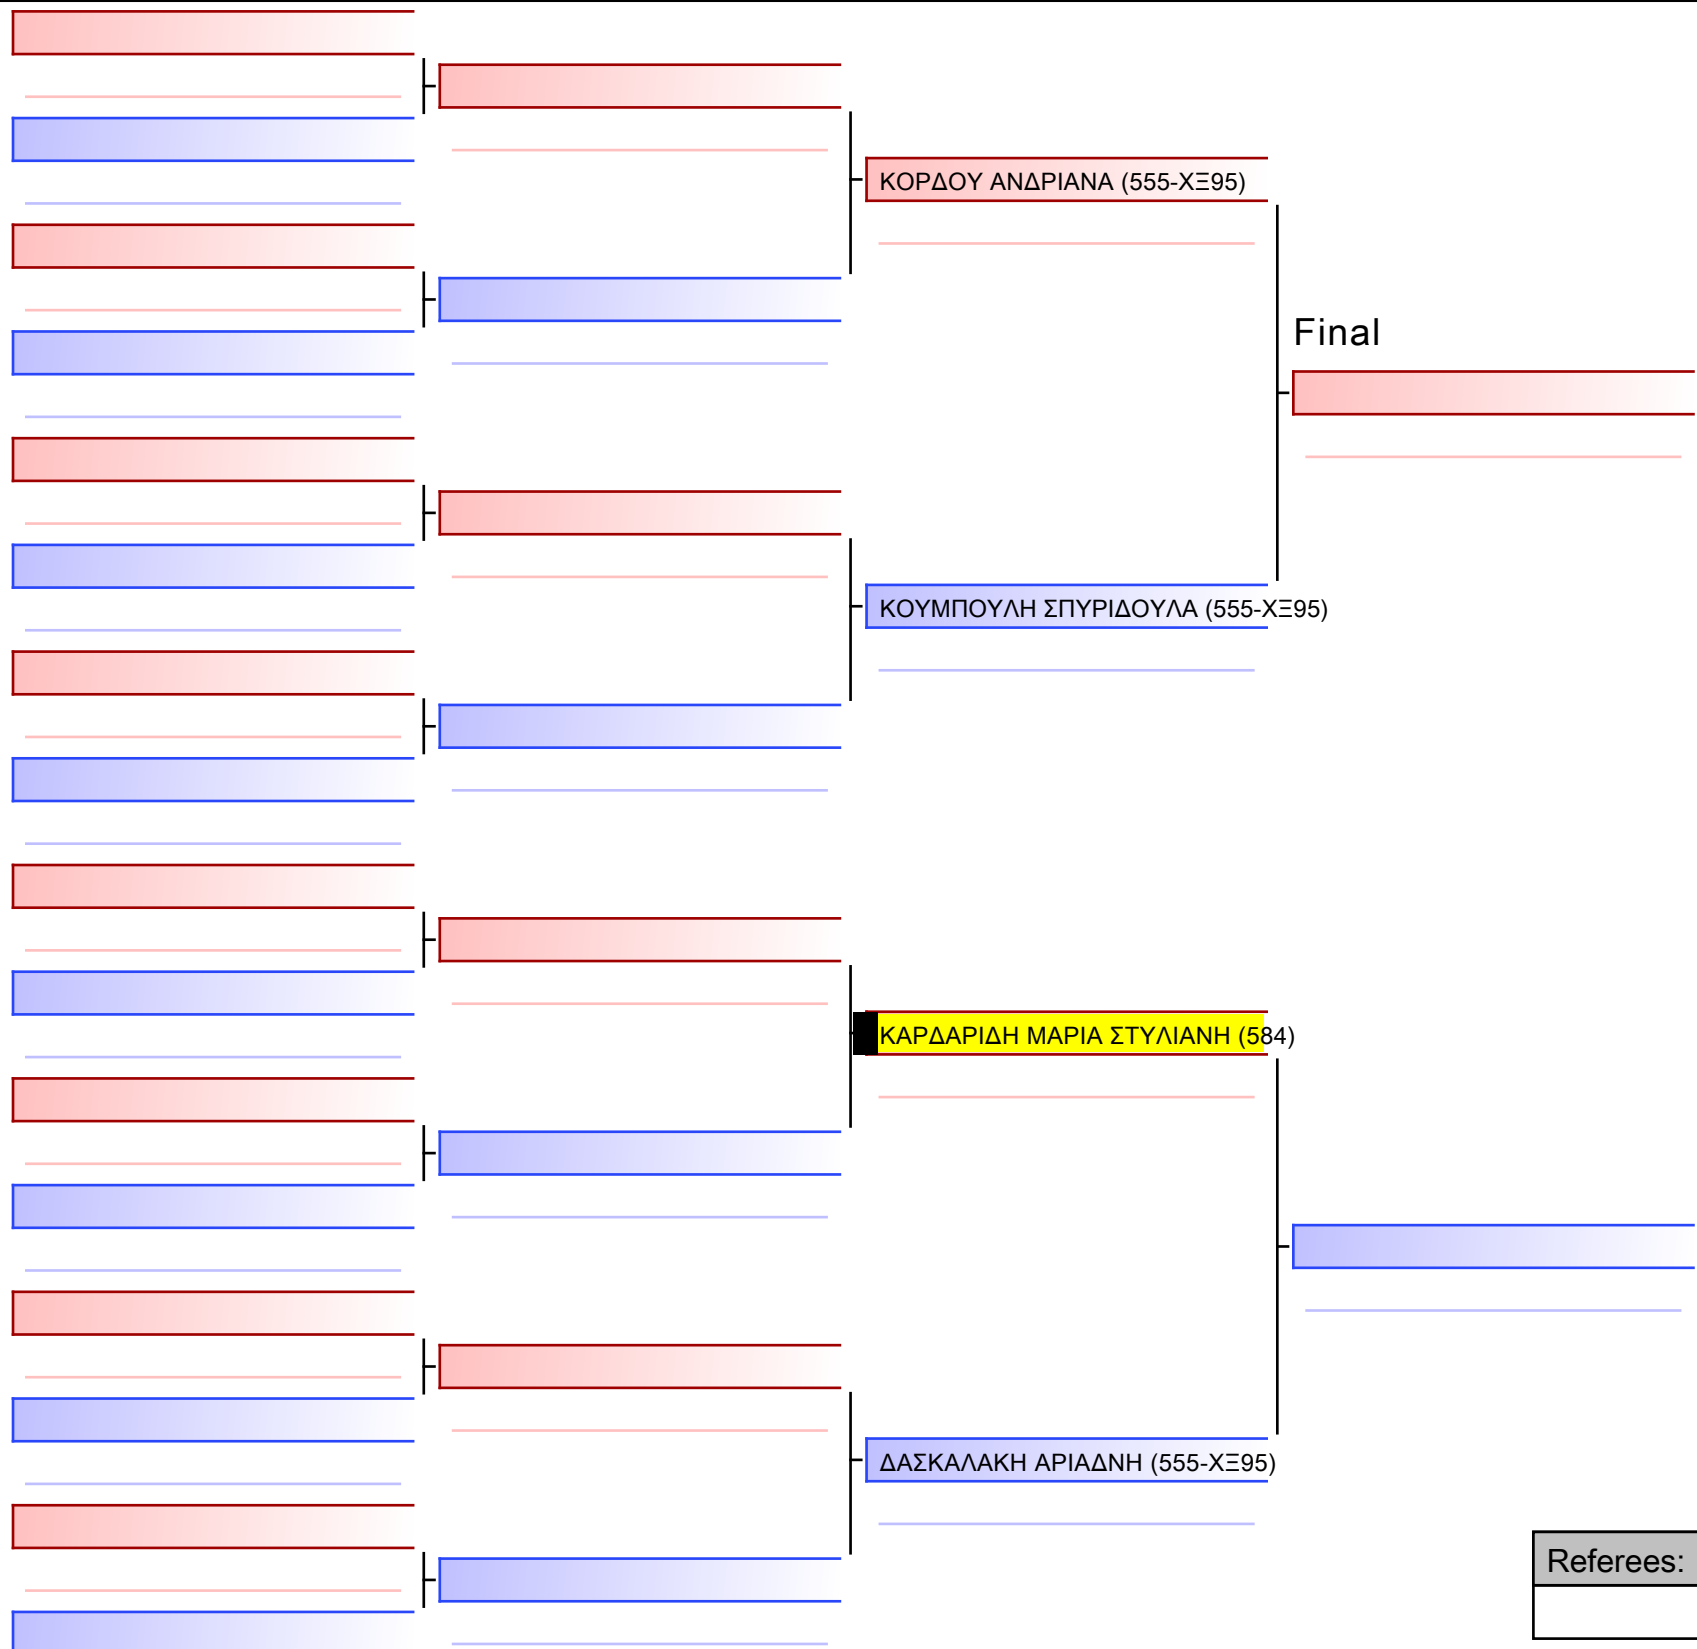 ΚΟΡΔΟΥ ΑΝΔΡΙΑΝΑ (555-ΧΞ95)
Final
ΚΟΥΜΠΟΥΛΗ ΣΠΥΡΙΔΟΥΛΑ (555-ΧΞ95)
ΚΑΡΔΑΡΙΔΗ ΜΑΡΙΑ ΣΤΥΛΙΑΝΗ (584)
ΔΑΣΚΑΛΑΚΗ ΑΡΙΑΔΝΗ (555-ΧΞ95)
Referees: